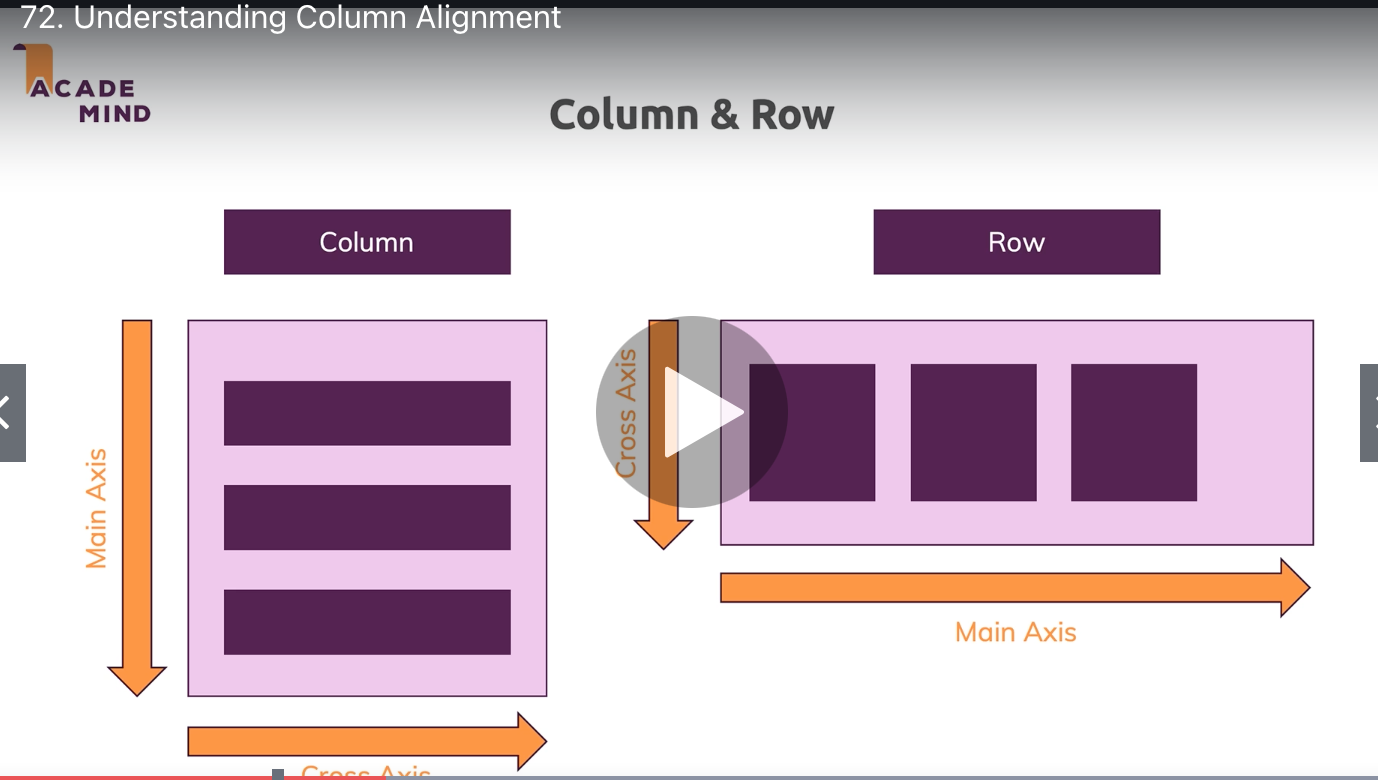 72. Understanding Column Alignment
ACADE
MIND
Column & Row
Column
Row
Main Axis
Cross Axis
Cross Axis
Main Axis